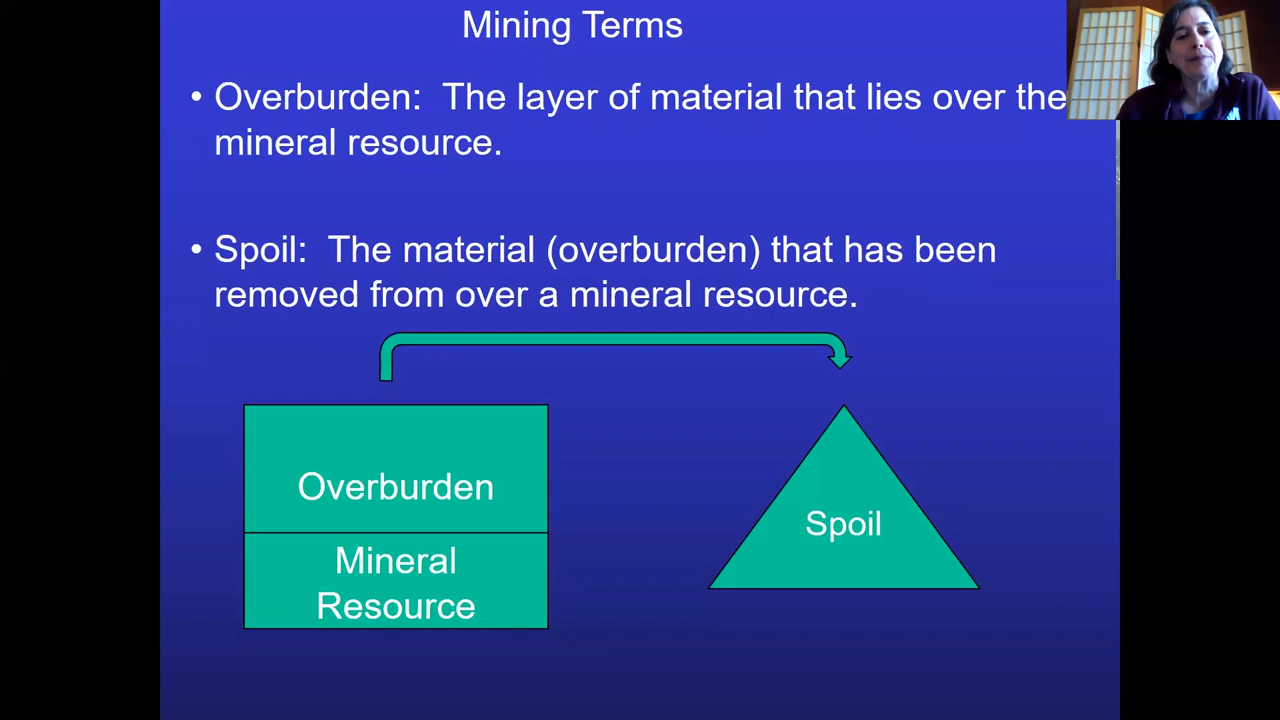 Mining Terms
• Overburden:  The layer of material that lies over the
mineral resource.
• Spoil:  The material (overburden) that has been
removed from over a mineral resource.
Overburden
Mineral
Resource
Spoil